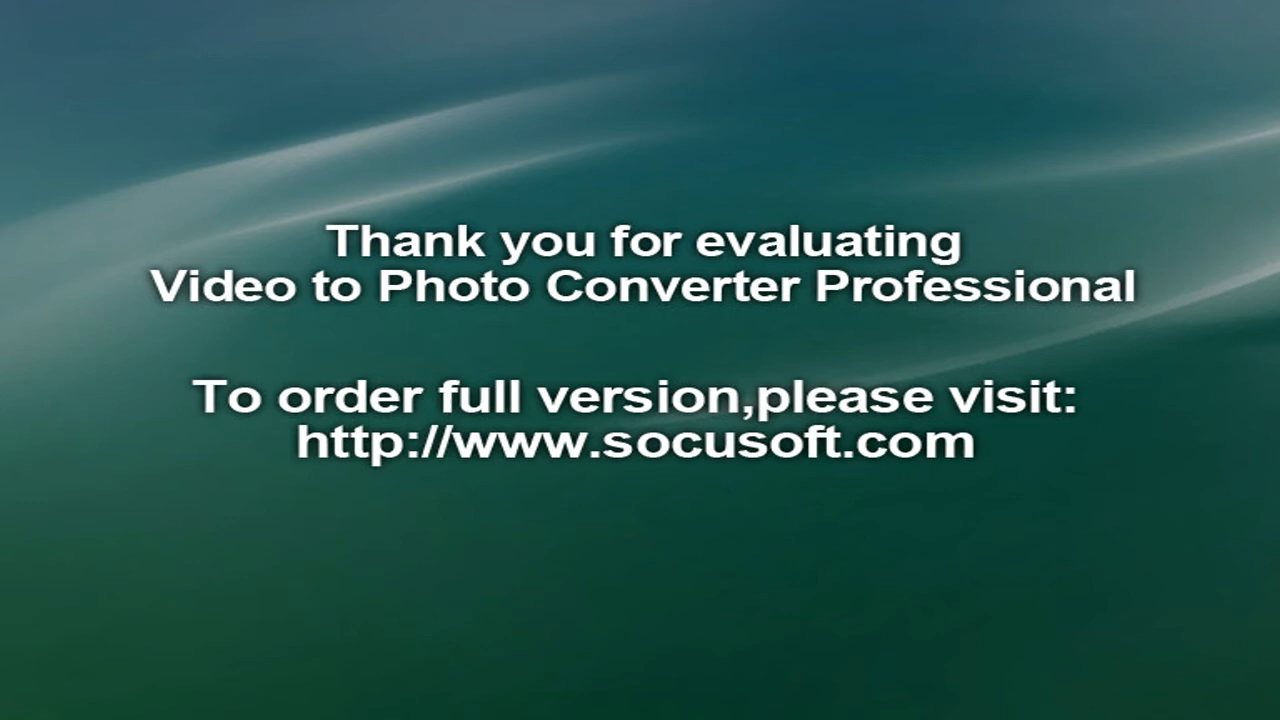 Thank you for evaluating
Video to Photo Converter Professional
To order full version,please visit:
http://www.socusoft.com